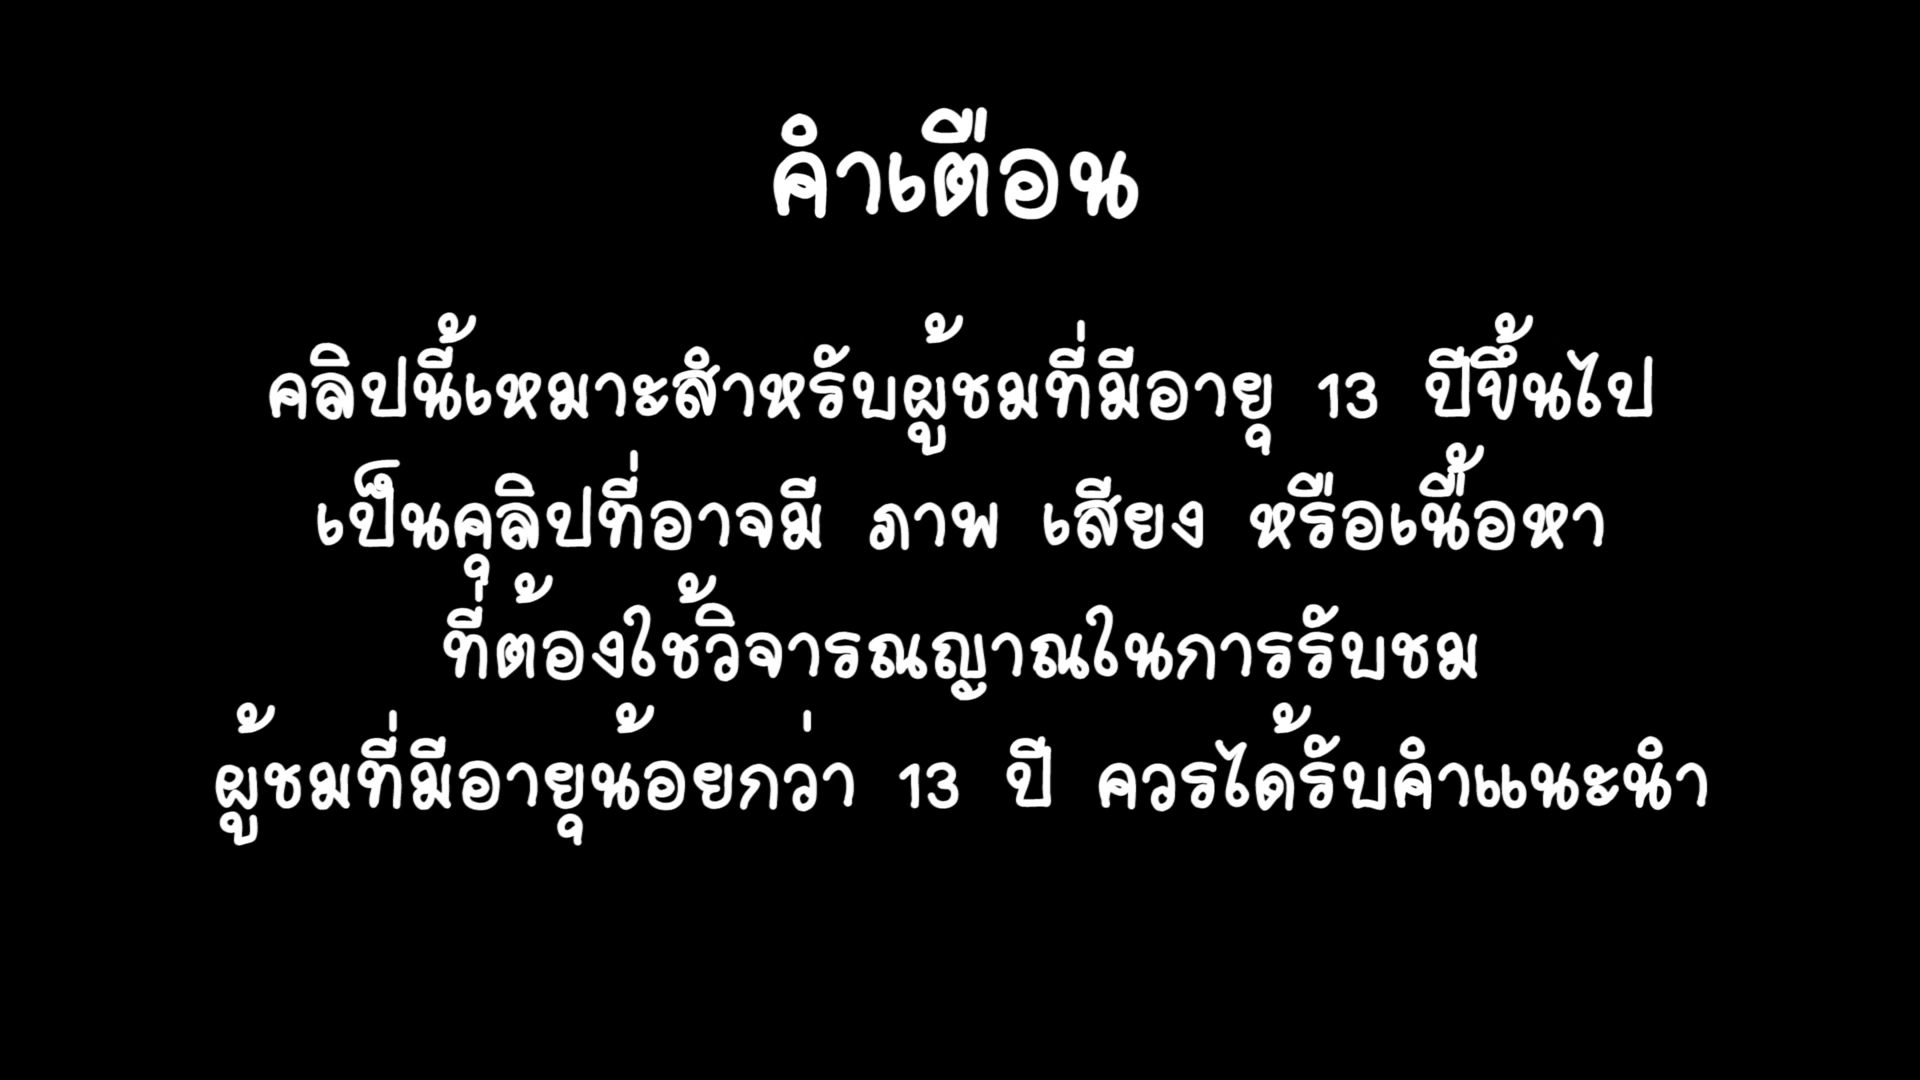 คำเตือน
คลิปนี้เหมาะสำหรับผู้ชมที่มีอายุ 13 ปีขึ้นไป
เป็นคุลิปที่อาจมี ภาพ เสียง หรือเนื้อหา
ที่ต้องใช้วิจารณญาณในการรับชม
ผู้ชมที่มีอายุน้อยกว่า 13 ปี ควรได้รับคำแนะนำ